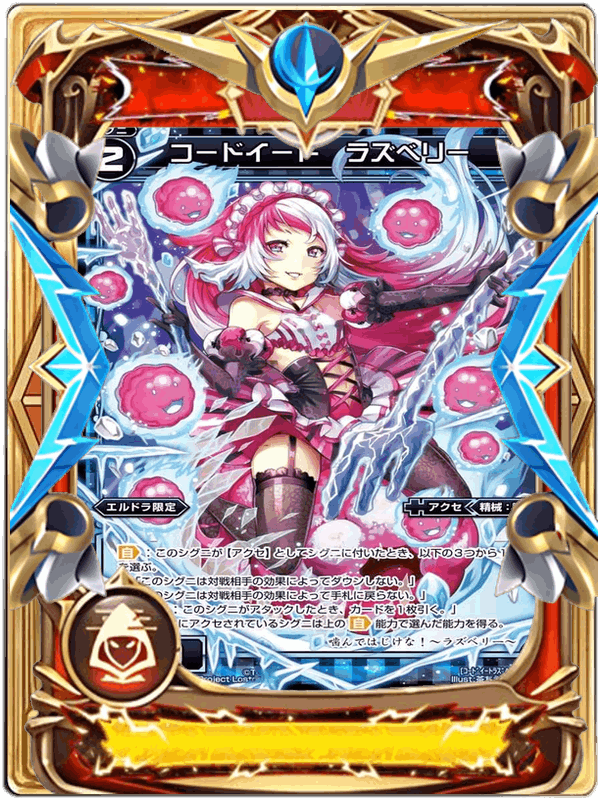 2
コードイート ラズベリー
エルドラ限定
アクセ 精械：
自：このシグニが【アクセ】としてシグニに付いたとき、以下の３つから１
を選ぶ。
「このシグニは対戦相手の効果によってダウンしない。」
のシグニは対戦相手の効果によって手札に戻らない。」
：このシグニがアタックしたとき、カードを１枚引く。」
にアクセされているシグニは上の 自 能力で選んだ能力を得る。
歯んではじけな！～ラズベリー～
Project Lo
Illust.